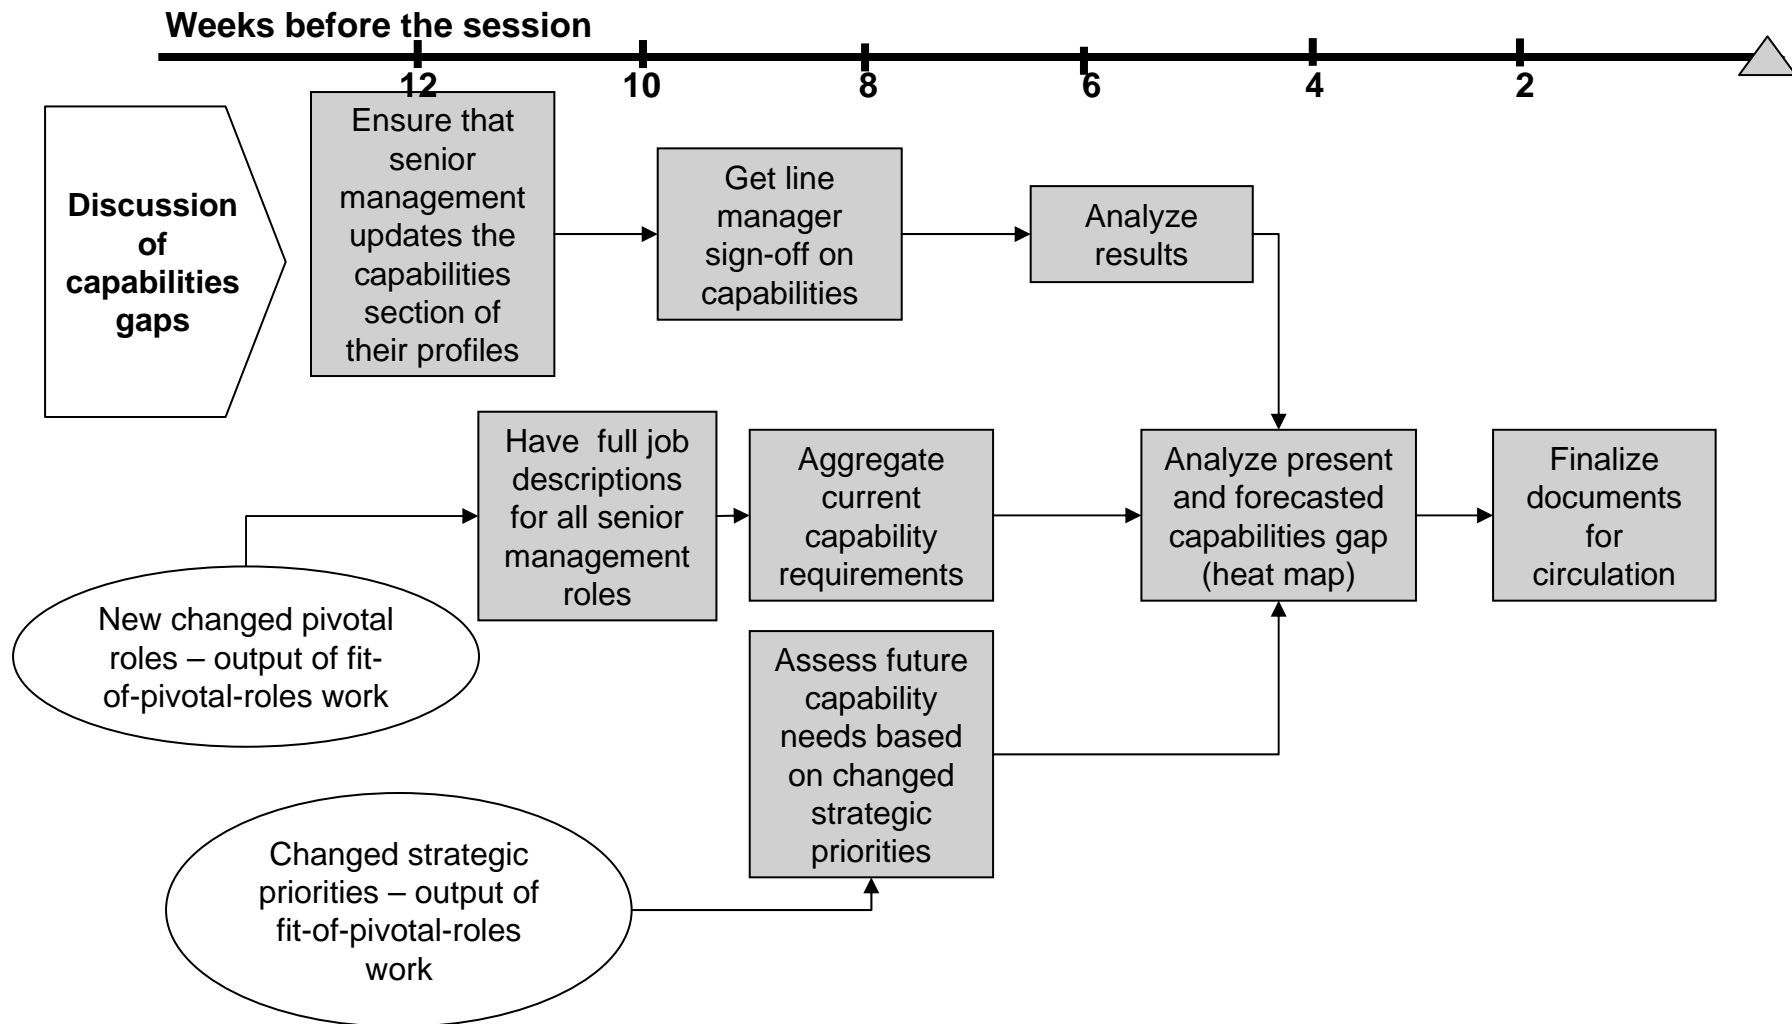 Weeks before the session
12
10
8
6
4
2
Discussion
of
capabilities
gaps
Ensure that
senior
management
updates the
capabilities
section of
their profiles
Get line
manager
sign-off on
capabilities
Analyze
results
Have  full job
descriptions
for all senior
management
roles
Aggregate
current
capability
requirements
Analyze present
and forecasted
capabilities gap
(heat map)
Finalize
documents
for
circulation
New changed pivotal
roles – output of fit-
of-pivotal-roles work
Assess future
capability
needs based
on changed
strategic
priorities
Changed strategic
priorities – output of
fit-of-pivotal-roles
work